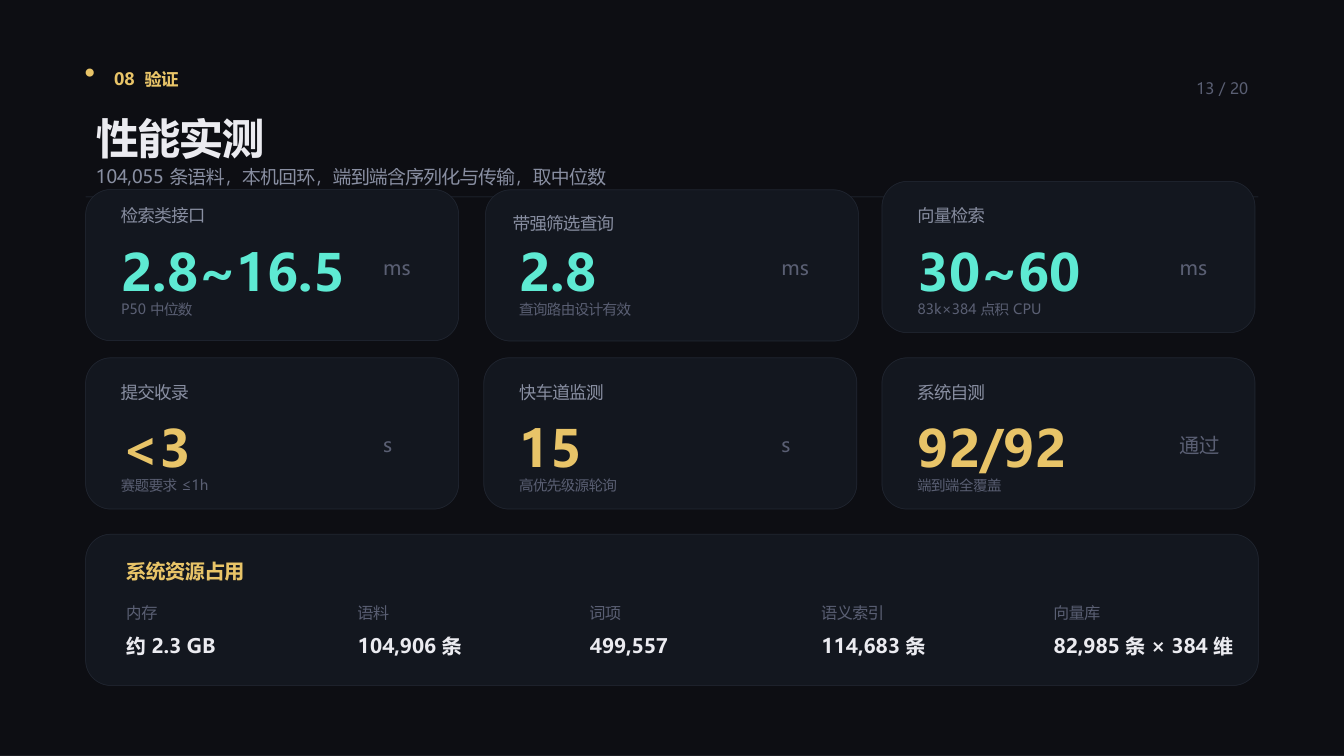 08 验证
13 / 20
性能实测
104,055 条语料，本机回环，端到端含序列化与传输，取中位数
检索类接口
2.8~16.5 ms
P50 中位数
带强筛选查询
2.8 ms
查询路由设计有效
向量检索
30~60 ms
83k×384 点积 CPU
提交收录
<3 s
赛题要求 ≤1h
快车道监测
15 s
高优先级源轮询
系统自测
92/92 通过
端到端全覆盖
系统资源占用
内存
约 2.3 GB
语料
104,906 条
词项
499,557
语义索引
114,683 条
向量库
82,985 条 × 384 维